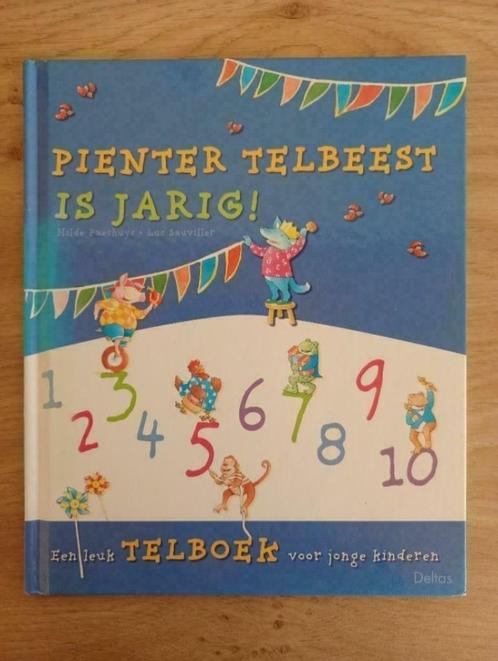 PIENTER TELBEEST
IS JARIG!
Hilde Paeshuys • Luc Sauviller
1 2 3 4 5 6 7 8 9 10
Een leuk TELBOEK voor jonge kinderen
Deltas